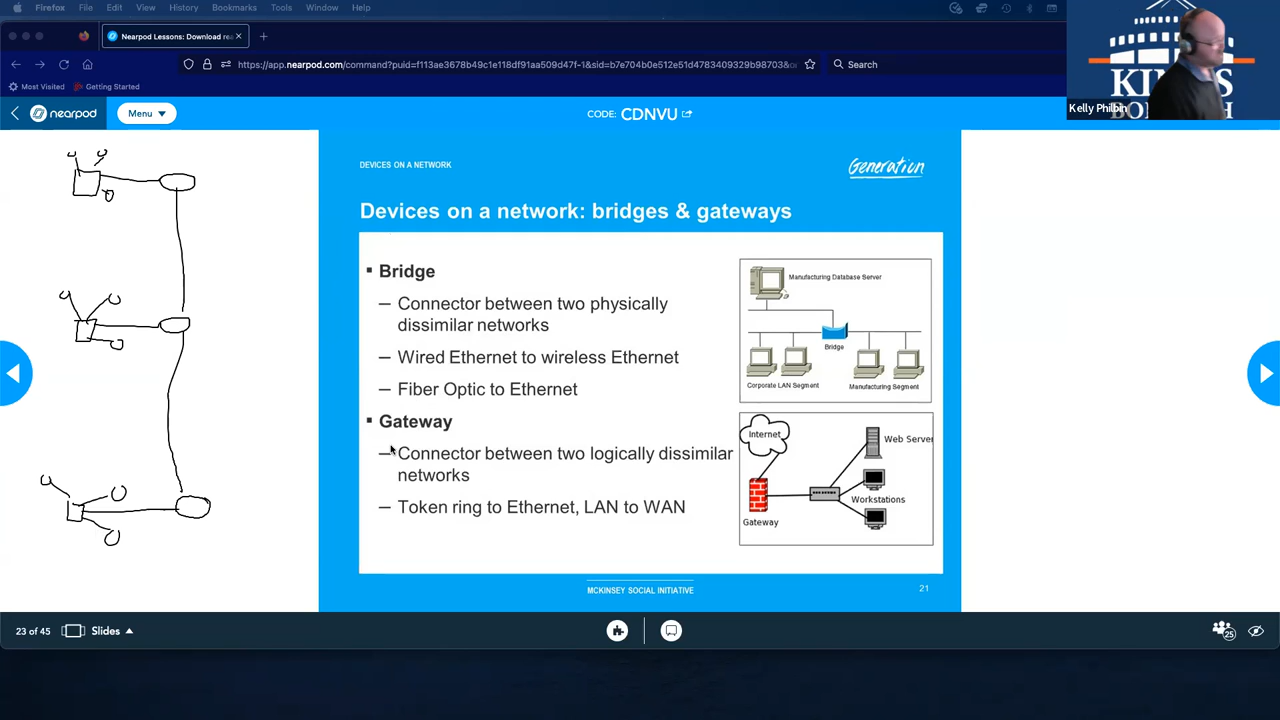 Firefox File Edit View History Bookmarks Tools Window Help
Nearpod Lessons: Download rea
https://app.nearpod.com/command?puid=f113ae3678b49c1e118df91aa509d47f-1&sid=b7e704b0e512e51d4783409329b98703&
Search
Most Visited Getting Started
Kelly Philbin
nearpod
Menu
CODE: CDNVU
DEVICES ON A NETWORK
Generation
Devices on a network: bridges & gateways
▪ Bridge
– Connector between two physically
dissimilar networks
– Wired Ethernet to wireless Ethernet
– Fiber Optic to Ethernet
▪ Gateway
– Connector between two logically dissimilar
networks
– Token ring to Ethernet, LAN to WAN
Manufacturing Database Server
Bridge
Corporate LAN Segment
Manufacturing Segment
Internet
Web Server
Workstations
Gateway
MCKINSEY SOCIAL INITIATIVE
21
23 of 45
Slides
25